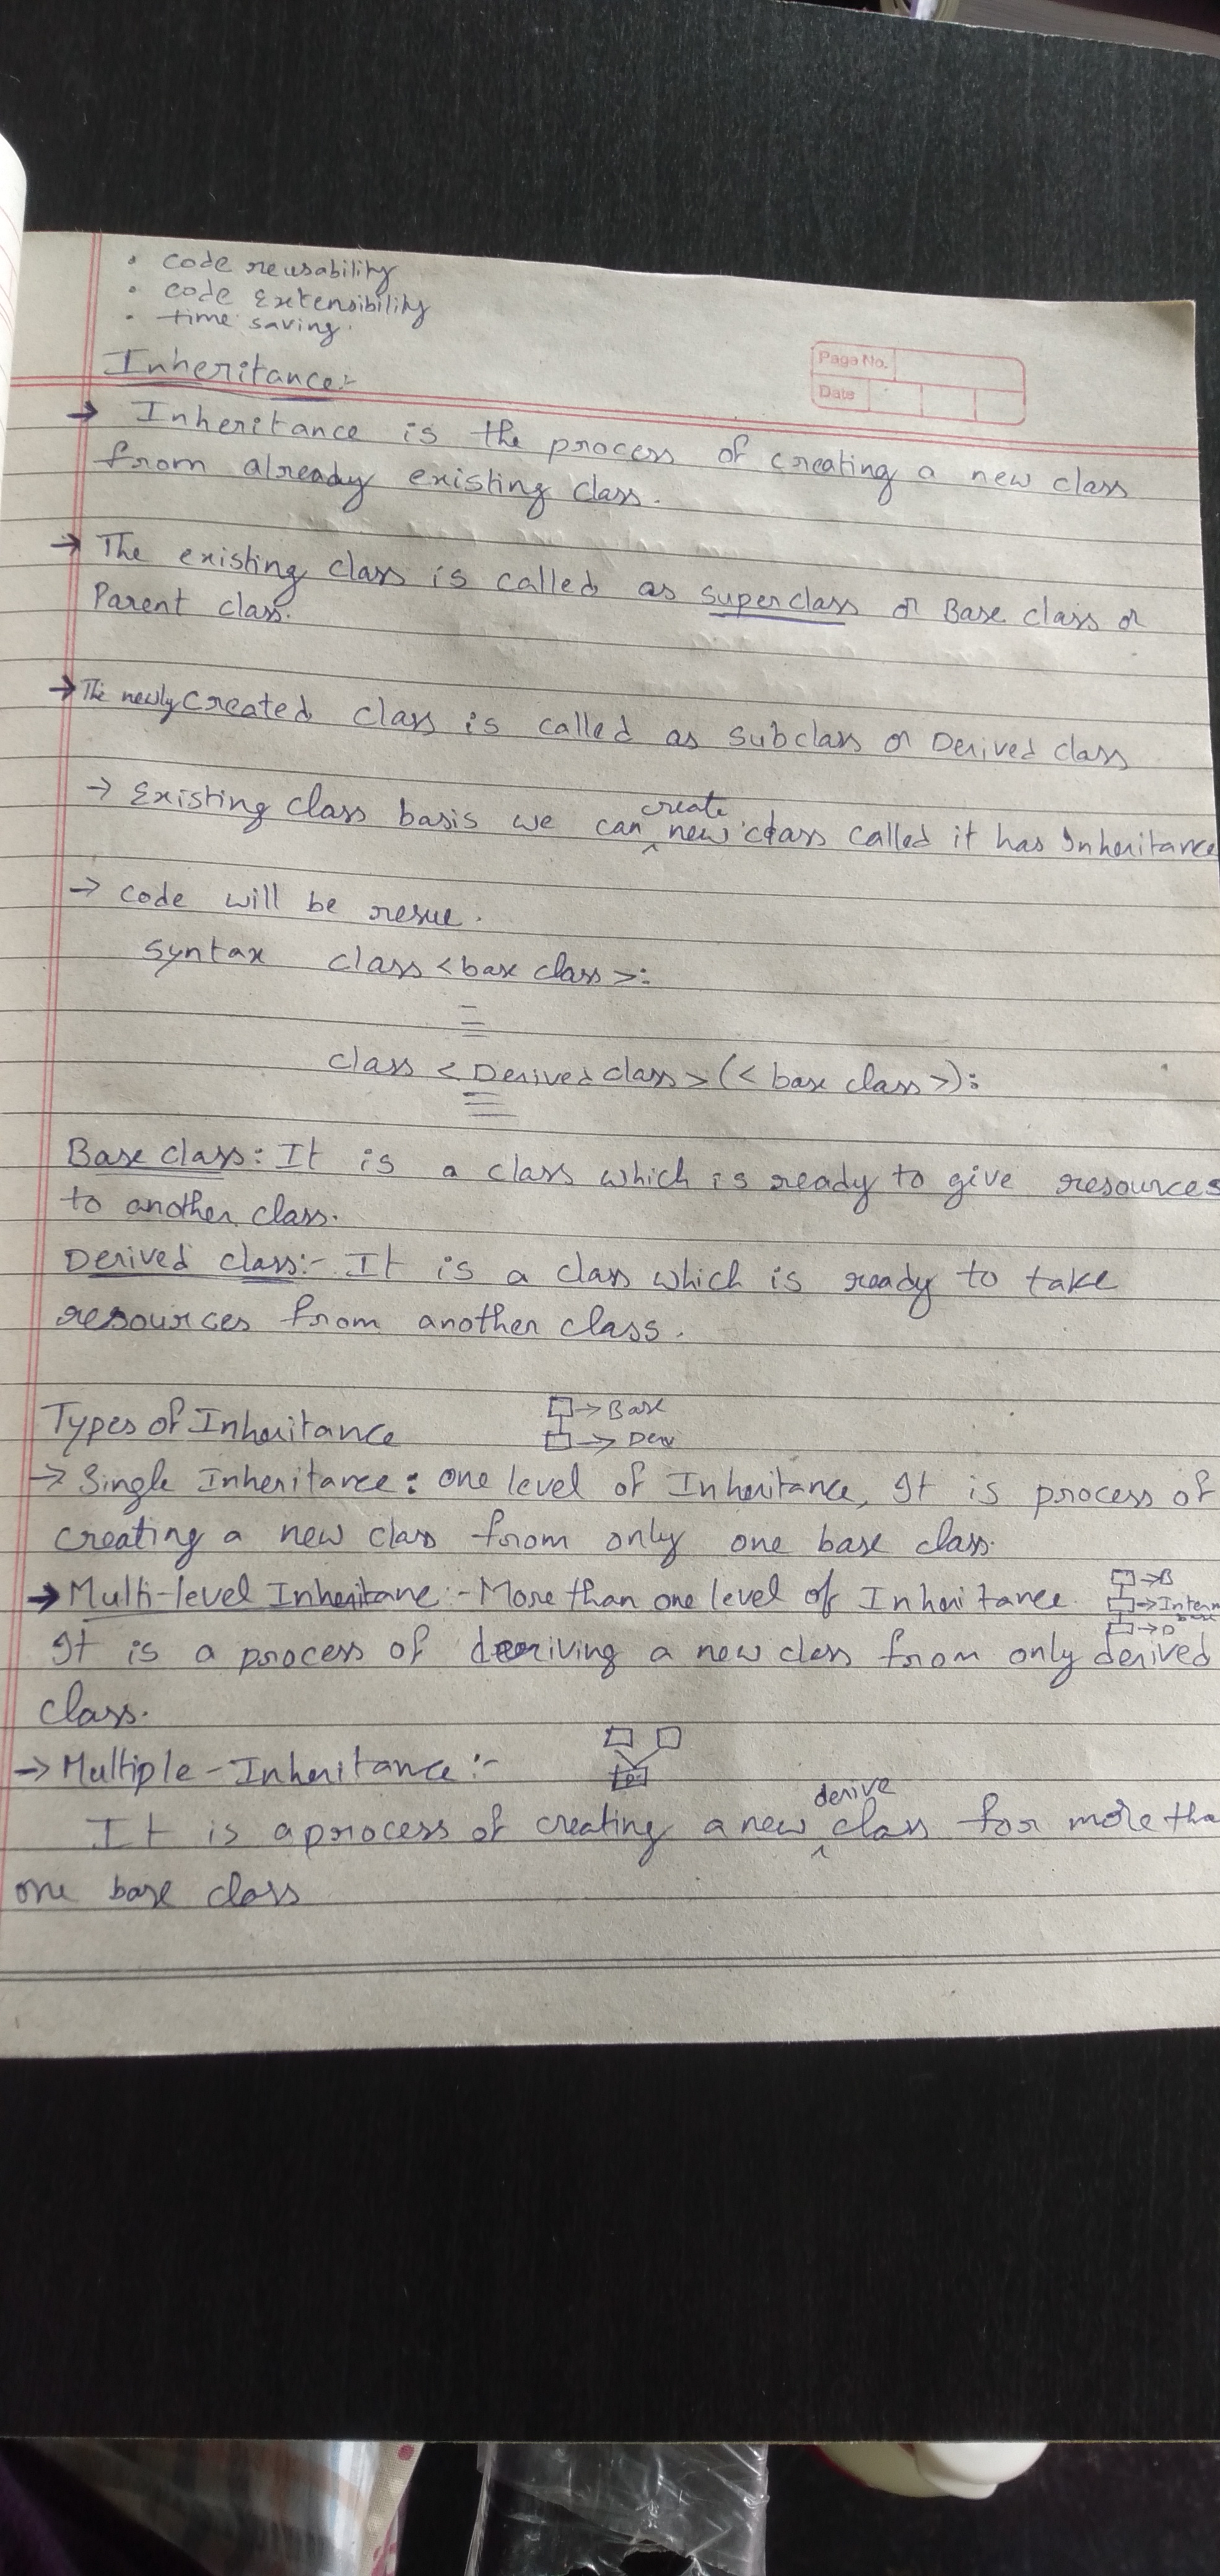 • code reusability
• code Extensibility
• time saving.
Inheritance:-
Page No.
Date
→ Inheritance is the process of creating a new class
from already existing class.
→ The existing class is called as superclass or Base class or
Parent class.
→ The newly created class is called as subclass or Derived class
→ Existing class basis we can create new class called it has Inheritance
→ code will be resue.
Syntax class <base class>:
class <Derived class> (<base class>):
Base class: It is a class which is ready to give resources
to another class.
Derived class:- It is a class which is ready to take
resources from another class.
→ Base
Types of Inheritance
→ Derv
→ Single Inheritance: one level of Inheritance, It is process of
creating a new class from only one base class.
→ B
→ Multi-level Inheritane:- More than one level of Inheritance
→ Interm
→ D
It is a process of deriving a new class from only derived
class.
→ Multiple-Inheritance:-
It is a process of creating a new derive class for more tha
one base class